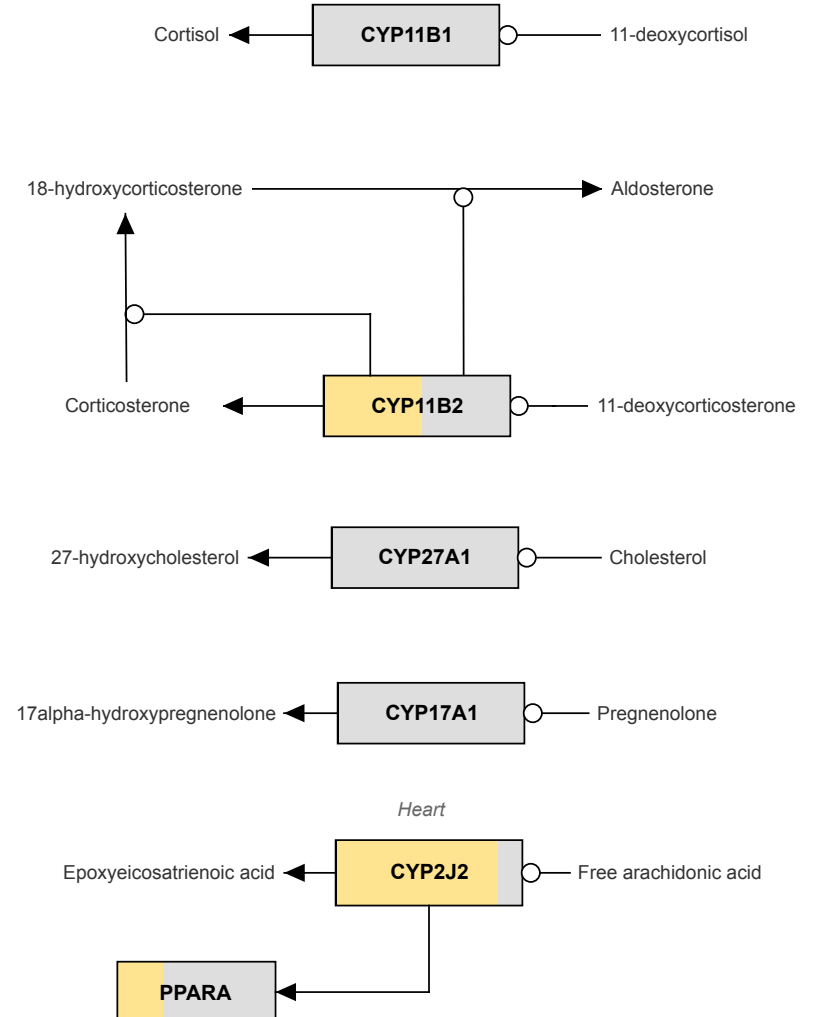 Cortisol CYP11B1 11-deoxycortisol
18-hydroxycorticosterone Aldosterone
Corticosterone CYP11B2 11-deoxycorticosterone
27-hydroxycholesterol CYP27A1 Cholesterol
17alpha-hydroxypregnenolone CYP17A1 Pregnenolone
Heart
Epoxyeicosatrienoic acid CYP2J2 Free arachidonic acid
PPARA